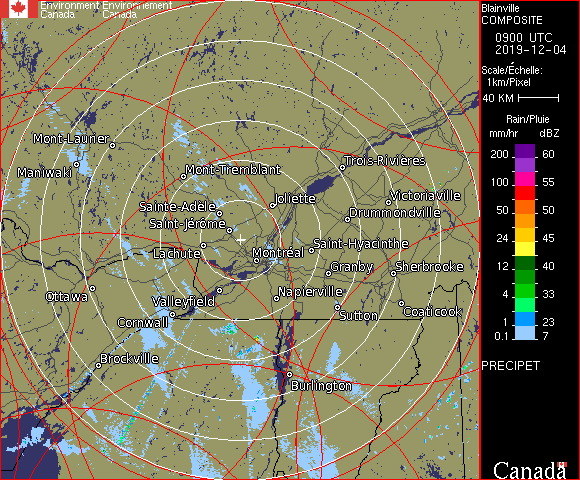 Environment Environnement
Canada Canada
Blainville
COMPOSITE
0900 UTC
2019-12-04
Scale/Échelle:
1km/Pixel
40 KM
Rain/Pluie
mm/hr dBZ
200 60
100 55
50 50
24 45
12 40
4 33
1 23
0.1 7
PRECIPET
Mont-Laurier
Maniwaki
Mont-Tremblant
Trois-Rivières
Sainte-Adèle
Joliette
Victoriaville
Saint-Jérôme
Drummondville
Lachute
Montréal
Saint-Hyacinthe
Granby
Sherbrooke
Ottawa
Valleyfield
Napierville
Cornwall
Sutton
Coaticook
Brockville
Burlington
Canada